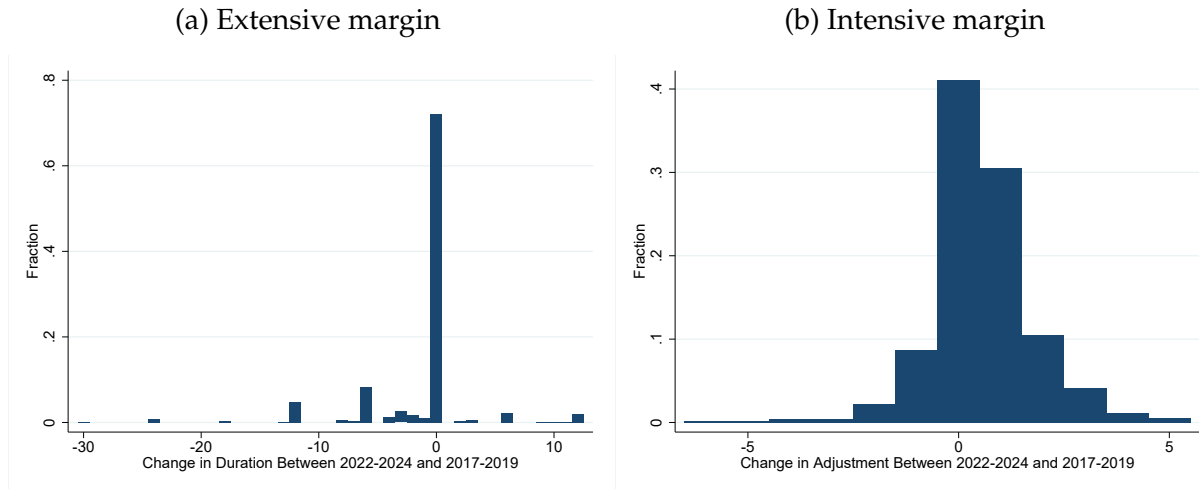 (a) Extensive margin
(b) Intensive margin
.8
.6
.4
.2
0
Fraction
-30 -20 -10 0 10
Change in Duration Between 2022-2024 and 2017-2019
.4
.3
.2
.1
0
Fraction
-5 0 5
Change in Adjustment Between 2022-2024 and 2017-2019